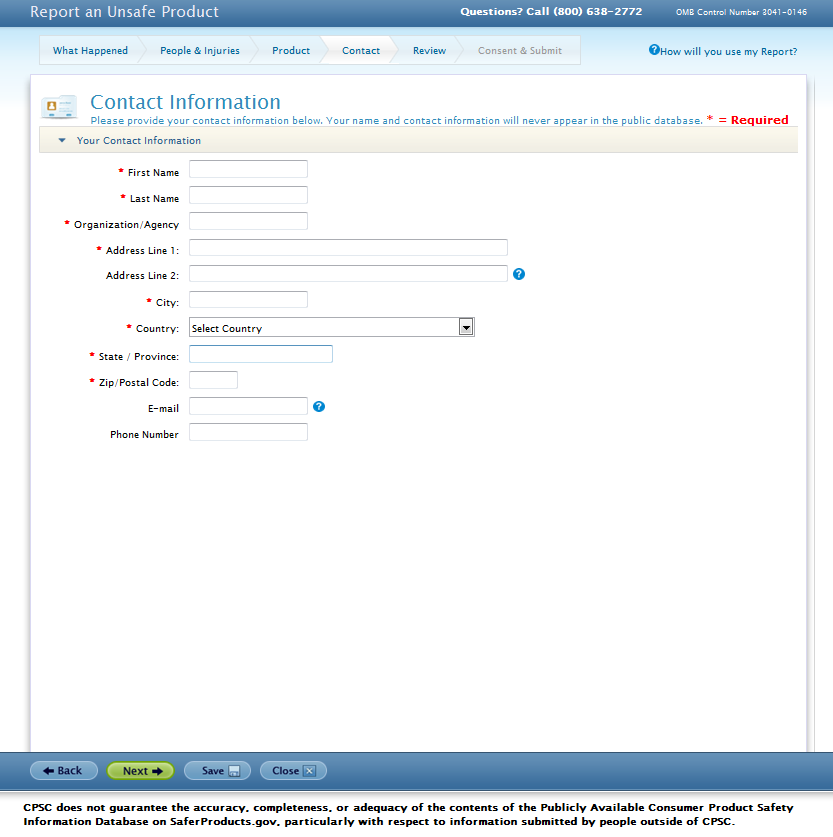 Report an Unsafe Product Questions? Call (800) 638-2772 OMB Control Number 3041-0146
What Happened People & Injuries Product Contact Review Consent & Submit ?How will you use my Report?
Contact Information
Please provide your contact information below. Your name and contact information will never appear in the public database. * = Required
Your Contact Information
* First Name
* Last Name
* Organization/Agency
* Address Line 1:
Address Line 2: ?
* City:
* Country: Select Country
* State / Province:
* Zip/Postal Code:
E-mail ?
Phone Number
Back Next Save Close
CPSC does not guarantee the accuracy, completeness, or adequacy of the contents of the Publicly Available Consumer Product Safety
Information Database on SaferProducts.gov, particularly with respect to information submitted by people outside of CPSC.